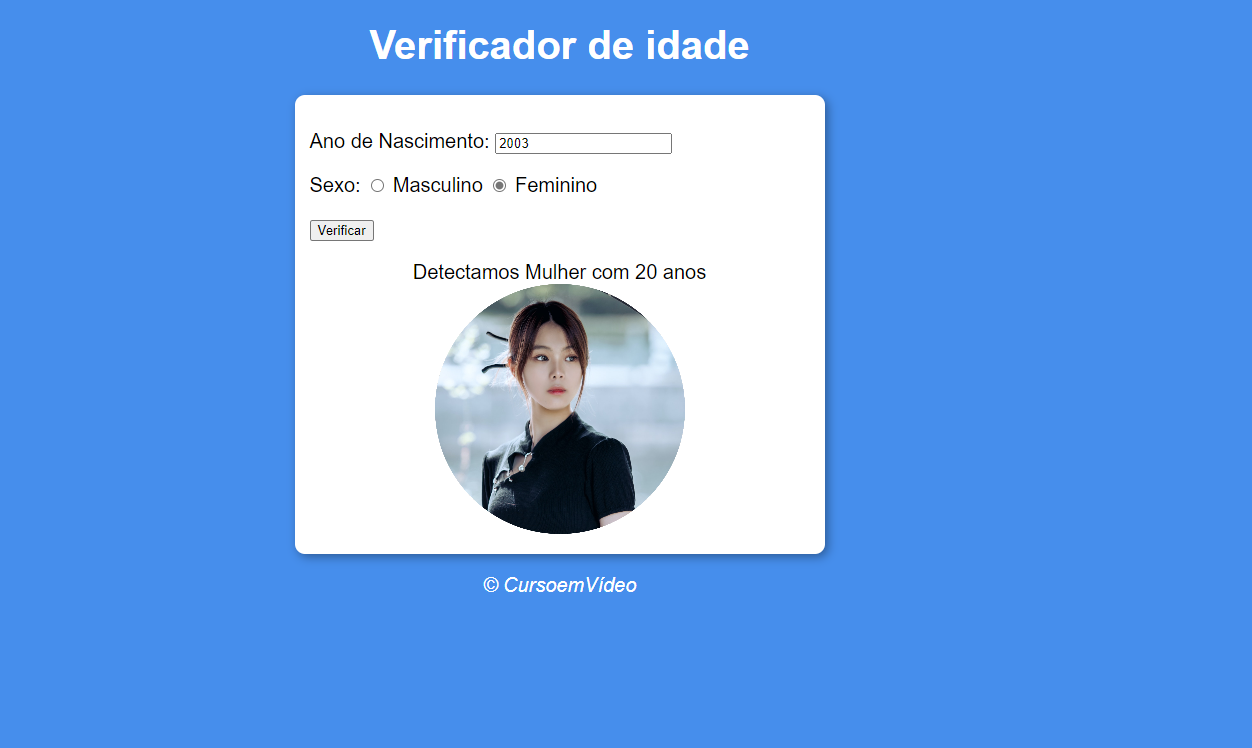 Verificador de idade
Ano de Nascimento: 2003
Sexo: Masculino Feminino
Verificar
Detectamos Mulher com 20 anos
© CursoemVídeo